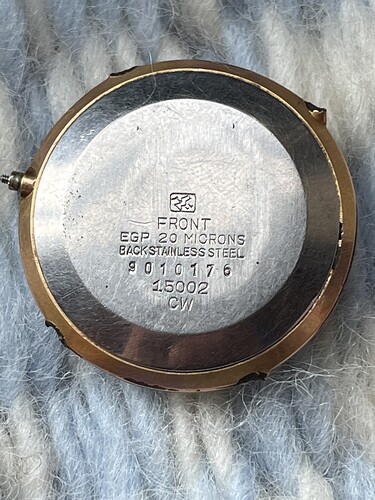 FRONT
EGP 20 MICRONS
BACK STAINLESS STEEL
9010176
15002
CW